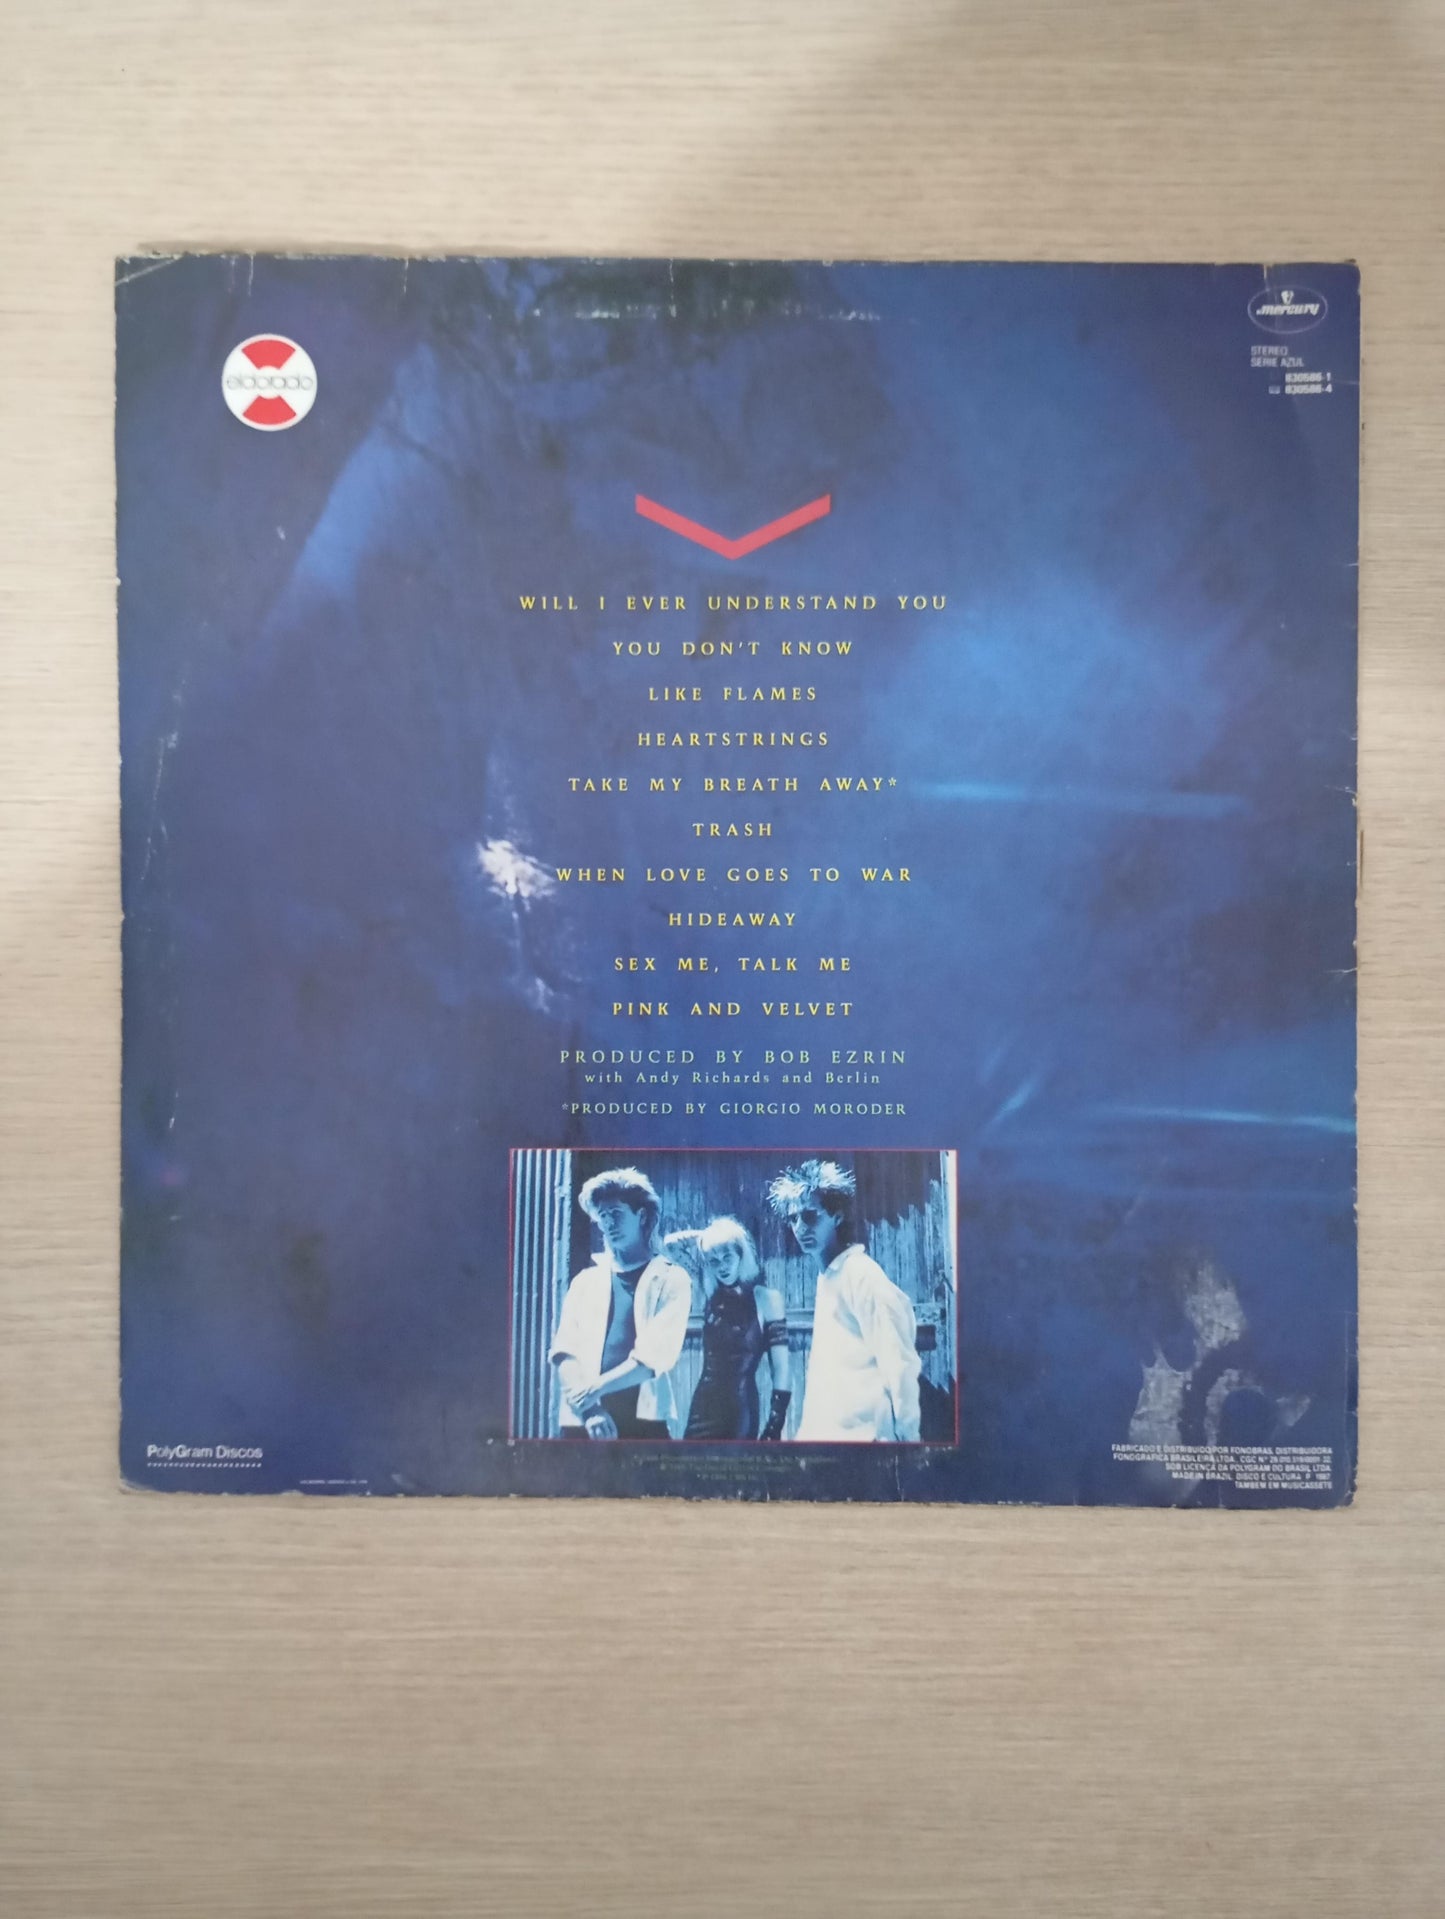 mercury
STEREO
SERIE AZUL
830586-1
830586-4
eldorado
WILL I EVER UNDERSTAND YOU
YOU DON'T KNOW
LIKE FLAMES
HEARTSTRINGS
TAKE MY BREATH AWAY*
TRASH
WHEN LOVE GOES TO WAR
HIDEAWAY
SEX ME, TALK ME
PINK AND VELVET
PRODUCED BY BOB EZRIN
with Andy Richards and Berlin
*PRODUCED BY GIORGIO MORODER
PolyGram Discos
FABRICADO E DISTRIBUIDO POR FONOBRAS, DISTRIBUIDORA
FONOGRAFICA BRASILEIRA LTDA., CGC Nº
SOB LICENÇA DA POLYGRAM DO BRASIL LTDA.
MADE IN BRAZIL. DISCO E CULTURA. P 1987.
TAMBEM EM MUSICASSETE